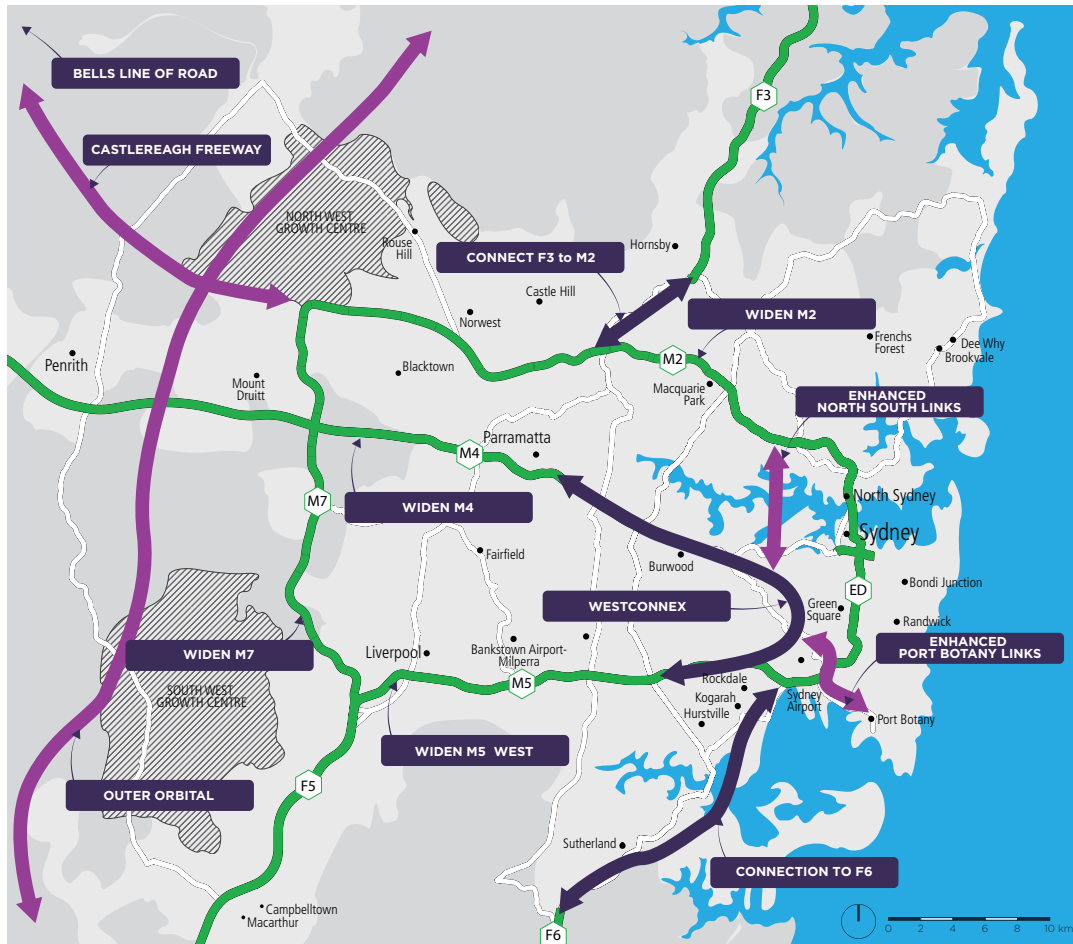 BELLS LINE OF ROAD
F3
CASTLEREAGH FREEWAY
NORTH WEST
GROWTH CENTRE
Rouse
Hill
Hornsby
CONNECT F3 to M2
Castle Hill
Norwest
WIDEN M2
Frenchs
Forest
Dee Why
Brookvale
Penrith
Mount
Druitt
Blacktown
M2
Macquarie
Park
ENHANCED
NORTH SOUTH LINKS
Parramatta
M4
M7
WIDEN M4
North Sydney
Sydney
Fairfield
Burwood
Bondi Junction
ED
WESTCONNEX
Green
Square
Randwick
WIDEN M7
Liverpool
Bankstown Airport-
Milperra
ENHANCED
PORT BOTANY LINKS
M5
Rockdale
SOUTH WEST
GROWTH CENTRE
Kogarah
Sydney
Airport
Hurstville
Port Botany
WIDEN M5 WEST
F5
OUTER ORBITAL
Sutherland
CONNECTION TO F6
Campbelltown
Macarthur
F6
0 2 4 6 8 10 km